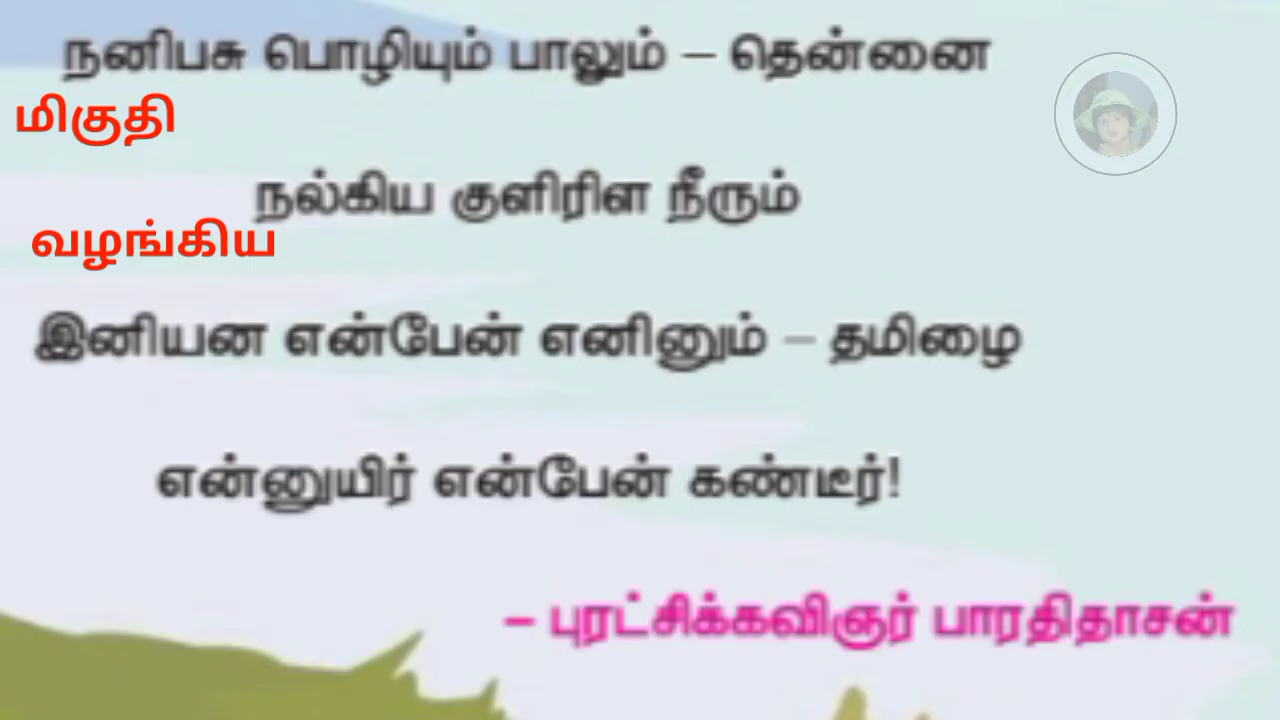 நனிபசு பொழியும் பாலும் – தென்னை
மிகுதி
நல்கிய குளிரிள நீரும்
வழங்கிய
இனியன என்பேன் எனினும் – தமிழை
என்னுயிர் என்பேன் கண்டீர்!
– புரட்சிக்கவிஞர் பாரதிதாசன்